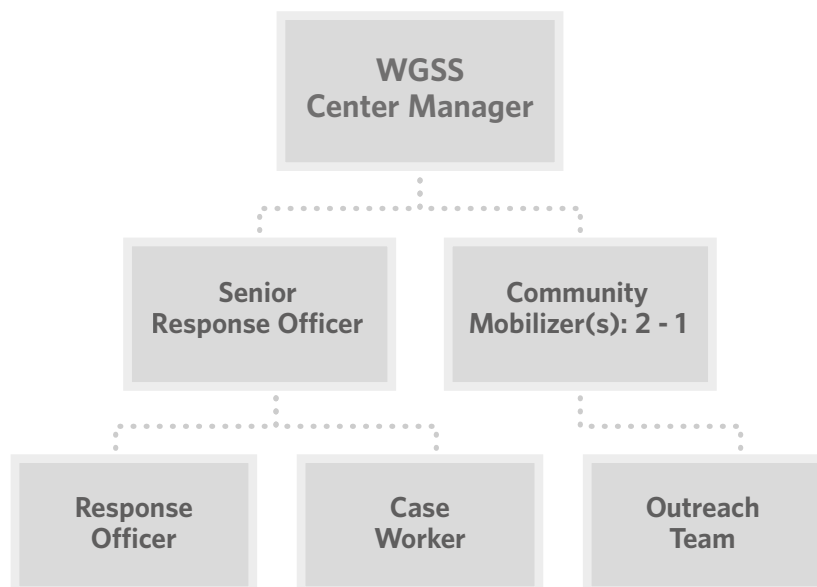 WGSS
Center Manager
Senior
Response Officer
Community
Mobilizer(s): 2 - 1
Response
Officer
Case
Worker
Outreach
Team